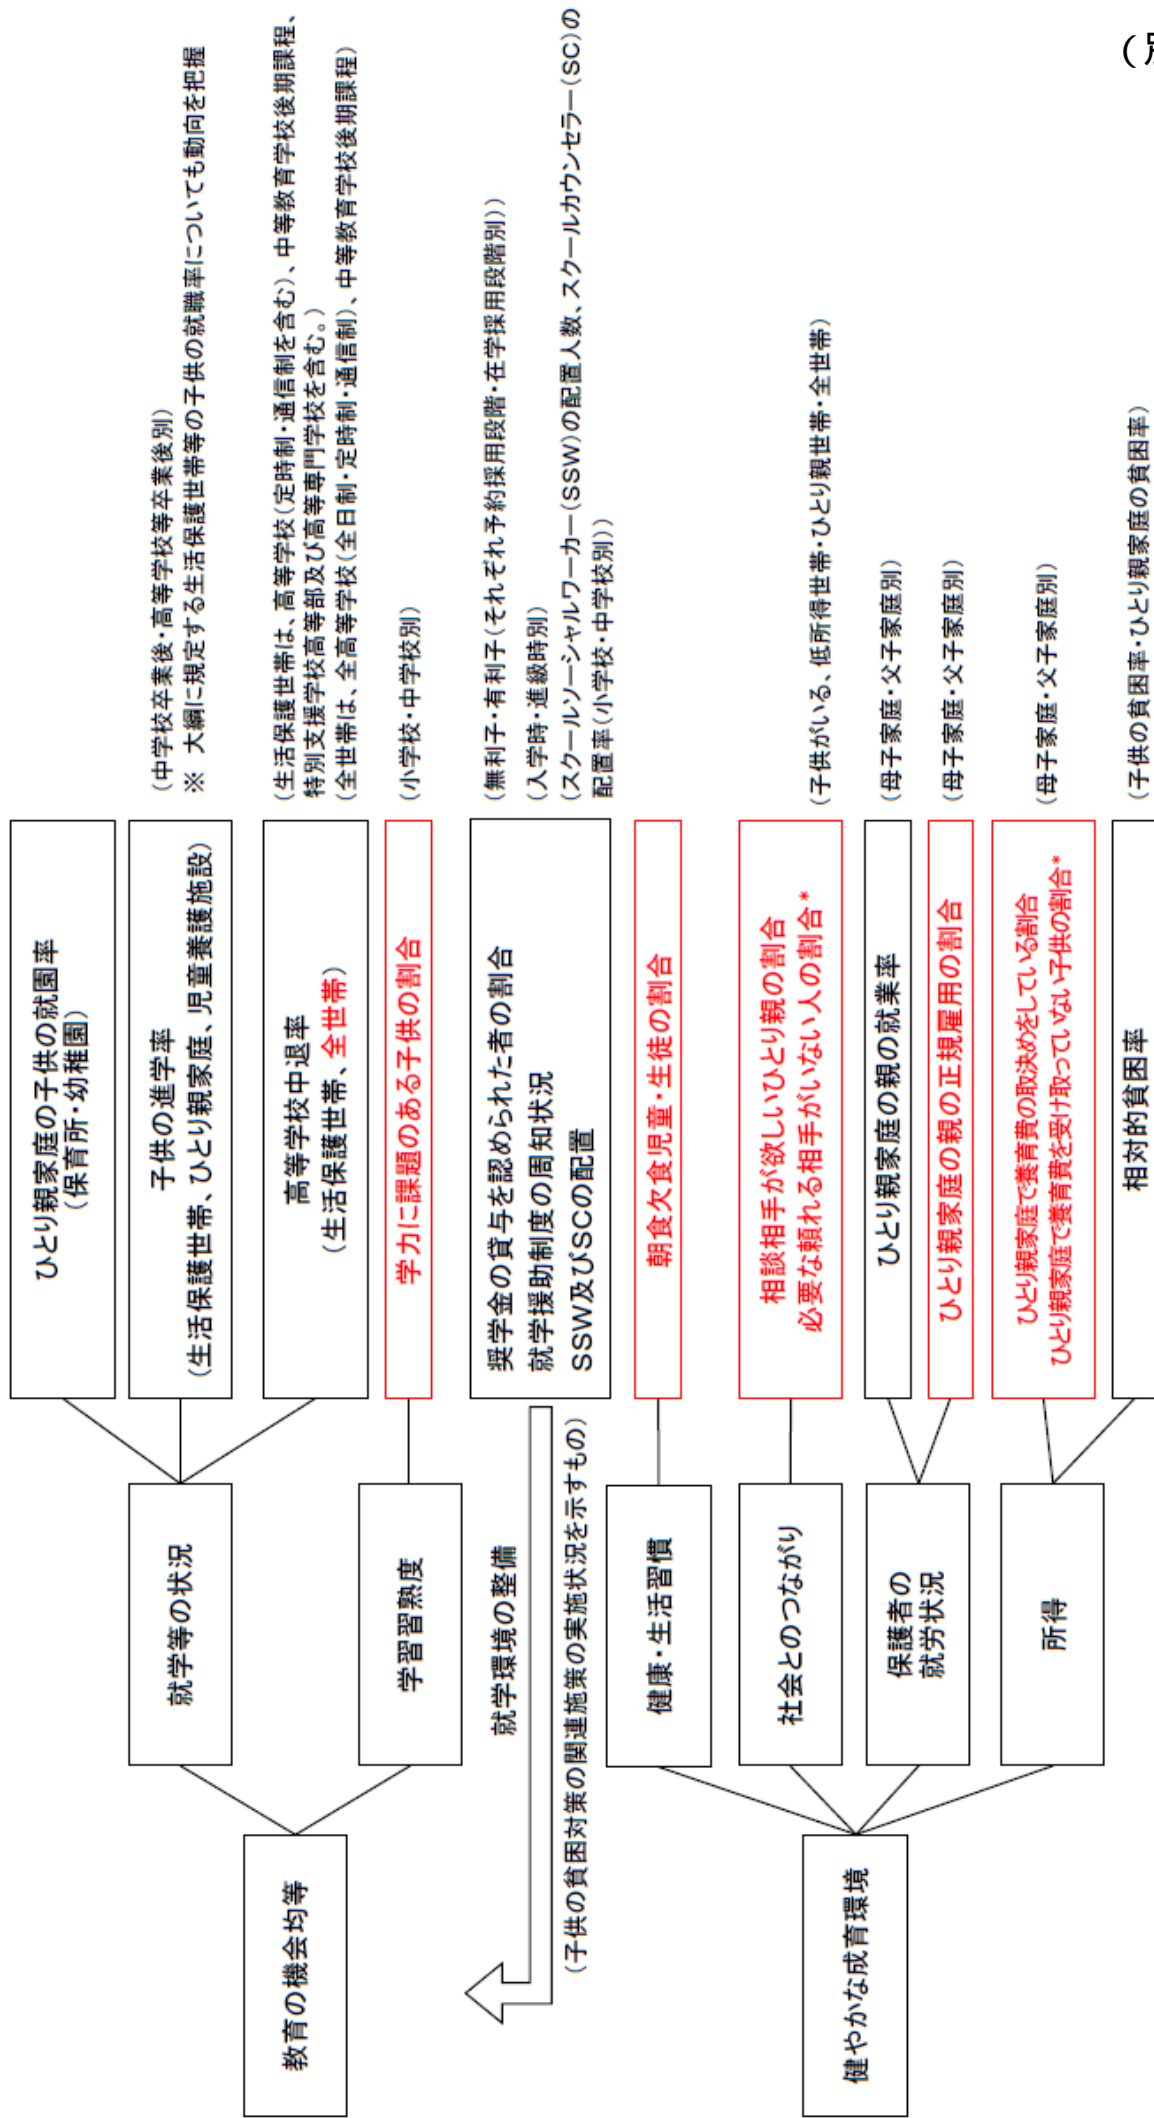 教育の機会均等
就学等の状況
ひとり親家庭の子供の就園率
(保育所・幼稚園)
子供の進学率
(生活保護世帯、ひとり親家庭、児童養護施設)
(中学校卒業後・高等学校等卒業後別)
※ 大綱に規定する生活保護世帯等の子供の就職率についても動向を把握
高等学校中退率
(生活保護世帯、全世帯)
(生活保護世帯は、高等学校(定時制・通信制を含む)、中等教育学校後期課程、
特別支援学校高等部及び高等専門学校を含む。)
(全世帯は、全高等学校(全日制・定時制・通信制)、中等教育学校後期課程)
学習習熟度
学力に課題のある子供の割合
(小学校・中学校別)
就学環境の整備
(子供の貧困対策の関連施策の実施状況を示すもの)
奨学金の貸与を認められた者の割合
就学援助制度の周知状況
SSW及びSCの配置
(無利子・有利子(それぞれ予約採用段階・在学採用段階別))
(入学時・進級時別)
(スクールソーシャルワーカー(SSW)の配置人数、スクールカウンセラー(SC)の
配置率(小学校・中学校別))
健やかな成育環境
健康・生活習慣
朝食欠食児童・生徒の割合
社会とのつながり
相談相手が欲しいひとり親の割合
必要な頼れる相手がいない人の割合*
(子供がいる、低所得世帯・ひとり親世帯・全世帯)
保護者の
就労状況
ひとり親家庭の親の就業率
(母子家庭・父子家庭別)
ひとり親家庭の親の正規雇用の割合
(母子家庭・父子家庭別)
所得
ひとり親家庭で養育費の取決めをしている割合
ひとり親家庭で養育費を受け取っていない子供の割合*
(母子家庭・父子家庭別)
相対的貧困率
(子供の貧困率・ひとり親家庭の貧困率)